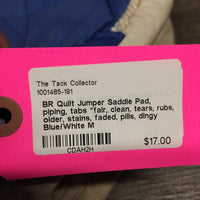 The Tack Collector
1001485-191
BR Quilt Jumper Saddle Pad,
piping, tabs *fair, clean, tears, rubs,
older, stains, faded, pills, dingy
Blue/White M
CDAH2H
$17.00